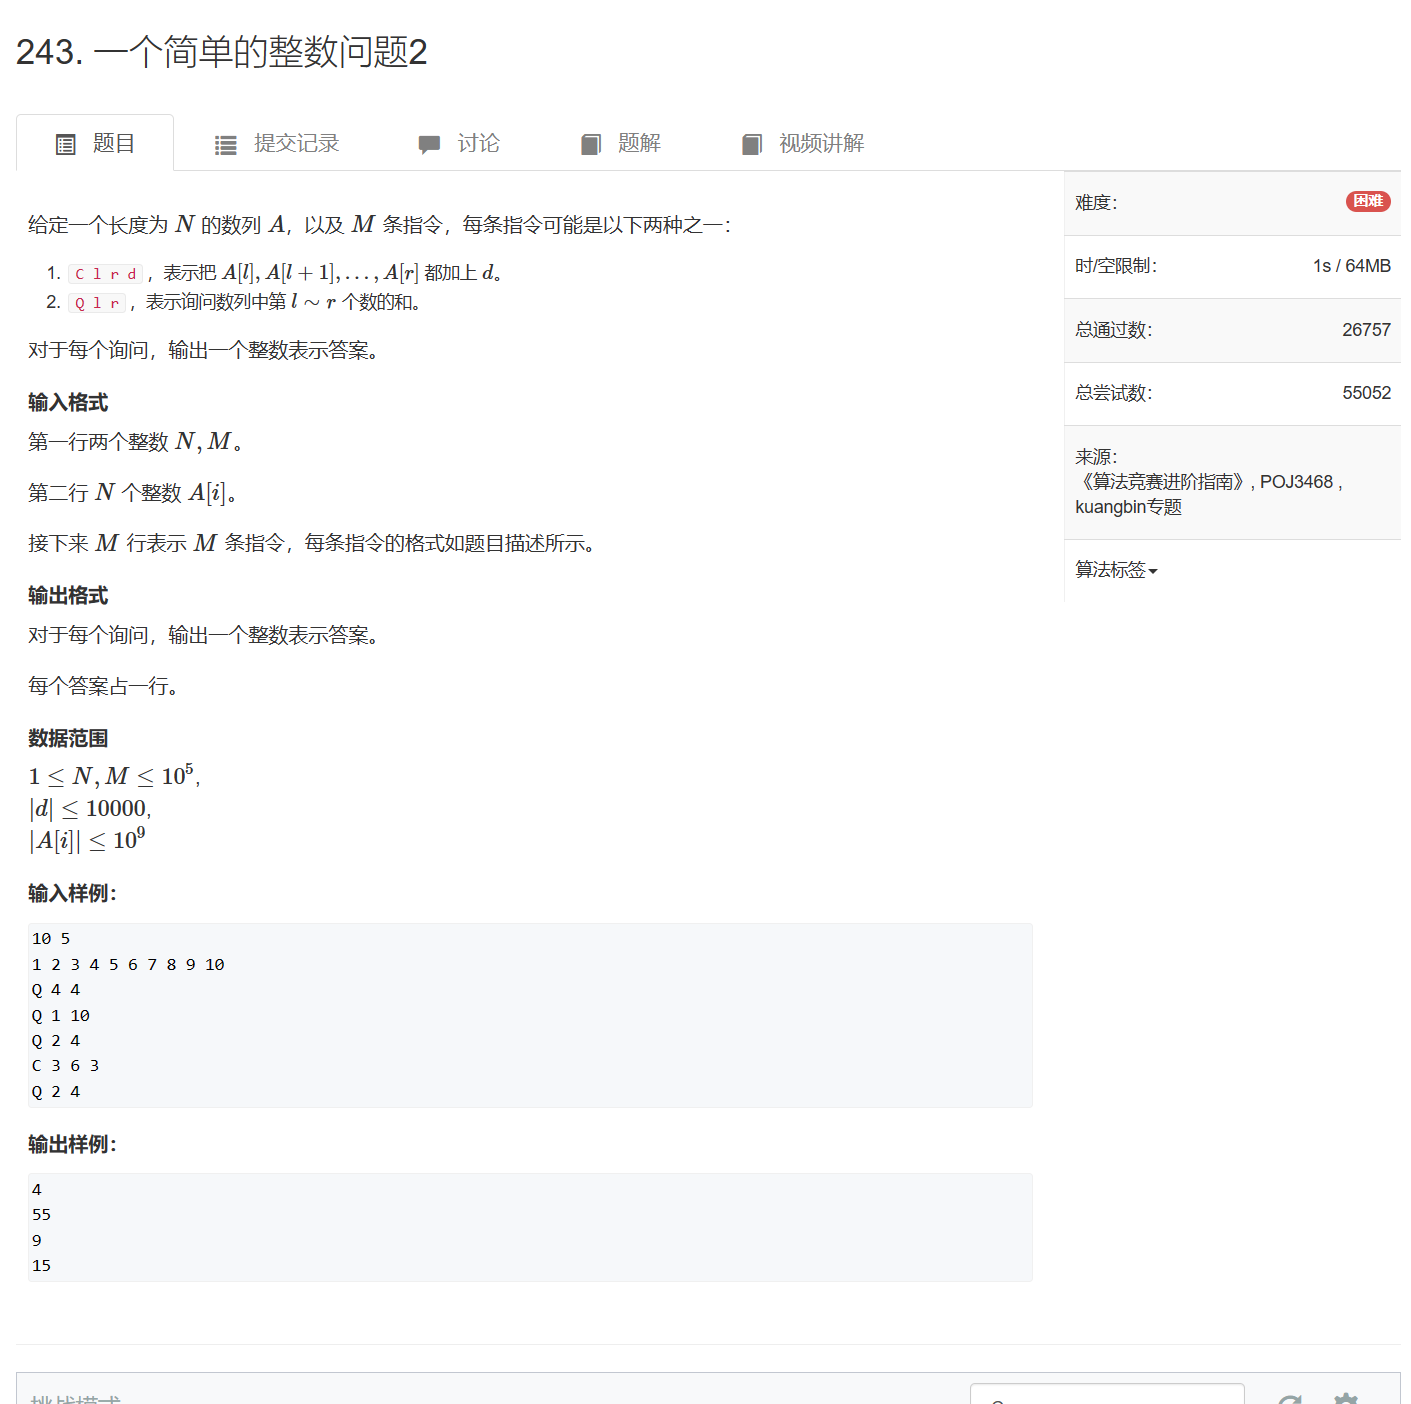 243. 一个简单的整数问题2
题目 提交记录 讨论 题解 视频讲解
给定一个长度为 N 的数列 A，以及 M 条指令，每条指令可能是以下两种之一：
1. C l r d，表示把 A[l], A[l + 1], . . . , A[r] 都加上 d。
2. Q l r，表示询问数列中第 l ∼ r 个数的和。
对于每个询问，输出一个整数表示答案。
输入格式
第一行两个整数 N, M。
第二行 N 个整数 A[i]。
接下来 M 行表示 M 条指令，每条指令的格式如题目描述所示。
输出格式
对于每个询问，输出一个整数表示答案。
每个答案占一行。
数据范围
1 ≤ N, M ≤ 10⁵,
|d| ≤ 10000,
|A[i]| ≤ 10⁹
输入样例：
10 5
1 2 3 4 5 6 7 8 9 10
Q 4 4
Q 1 10
Q 2 4
C 3 6 3
Q 2 4
输出样例：
4
55
9
15
难度： 困难
时/空限制： 1s / 64MB
总通过数： 26757
总尝试数： 55052
来源：
《算法竞赛进阶指南》, POJ3468 ,
kuangbin专题
算法标签
挑战模式